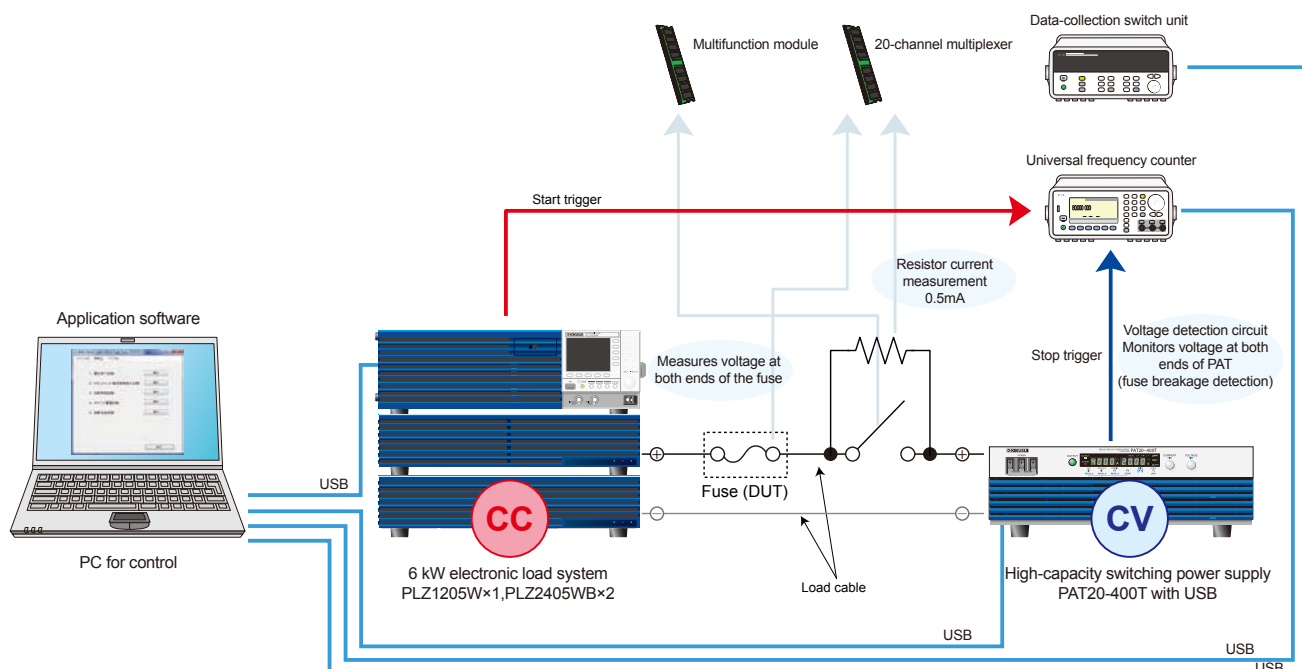 Data-collection switch unit
Multifunction module
20-channel multiplexer
Universal frequency counter
Start trigger
Resistor current
measurement
0.5mA
Application software
Voltage detection circuit
Monitors voltage at both
ends of PAT
(fuse breakage detection)
Stop trigger
Measures voltage at
both ends of the fuse
KIKUSUI
PAT20-400T
USB
Fuse (DUT)
CC
CV
PC for control
6 kW electronic load system
PLZ1205W×1,PLZ2405WB×2
Load cable
High-capacity switching power supply
PAT20-400T with USB
USB
USB
USB